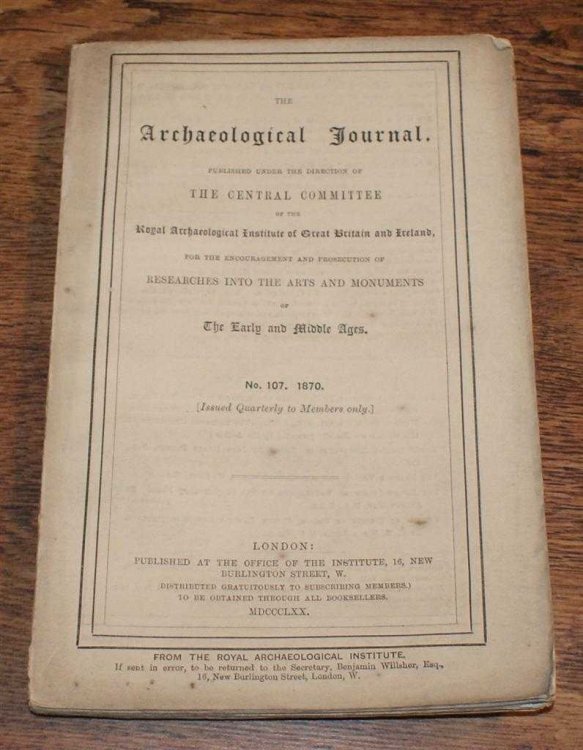 THE
Archaeological Journal.
PUBLISHED UNDER THE DIRECTION OF
THE CENTRAL COMMITTEE
OF THE
Royal Archaeological Institute of Great Britain and Ireland,
FOR THE ENCOURAGEMENT AND PROSECUTION OF
RESEARCHES INTO THE ARTS AND MONUMENTS
OF
The Early and Middle Ages.
No. 107. 1870.
[Issued Quarterly to Members only.]
LONDON:
PUBLISHED AT THE OFFICE OF THE INSTITUTE, 16, NEW
BURLINGTON STREET, W.
(DISTRIBUTED GRATUITOUSLY TO SUBSCRIBING MEMBERS.)
TO BE OBTAINED THROUGH ALL BOOKSELLERS.
MDCCCLXX.
FROM THE ROYAL ARCHAEOLOGICAL INSTITUTE.
If sent in error, to be returned to the Secretary, Benjamin Willsher, Esq.,
16, New Burlington Street, London, W.